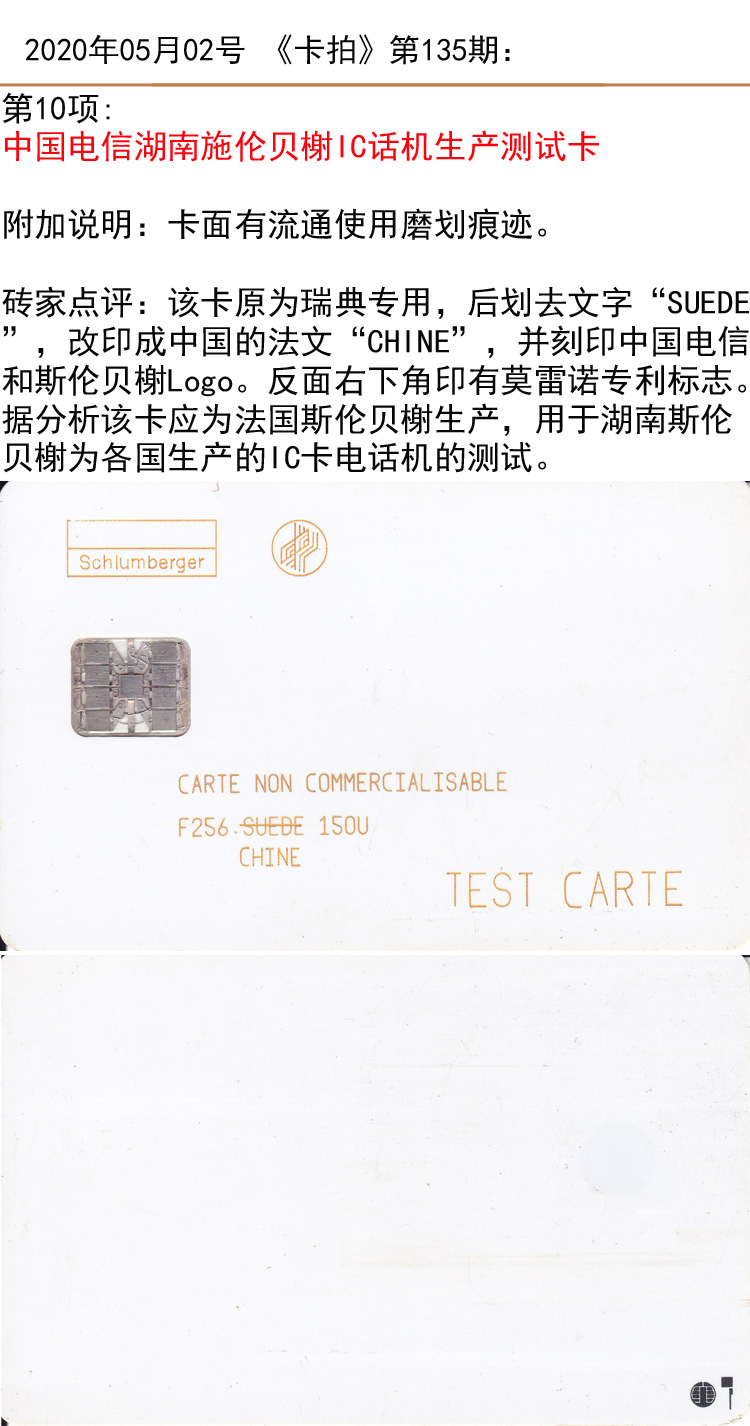 2020年05月02号 《卡拍》第135期：
第10项:
中国电信湖南施伦贝榭IC话机生产测试卡
附加说明：卡面有流通使用磨划痕迹。
砖家点评：该卡原为瑞典专用，后划去文字“SUEDE
”，改印成中国的法文“CHINE”，并刻印中国电信
和斯伦贝榭Logo。反面右下角印有莫雷诺专利标志。
据分析该卡应为法国斯伦贝榭生产，用于湖南斯伦
贝榭为各国生产的IC卡电话机的测试。
Schlumberger
CARTE NON COMMERCIALISABLE
F256.SUEDE 150U
CHINE
TEST CARTE